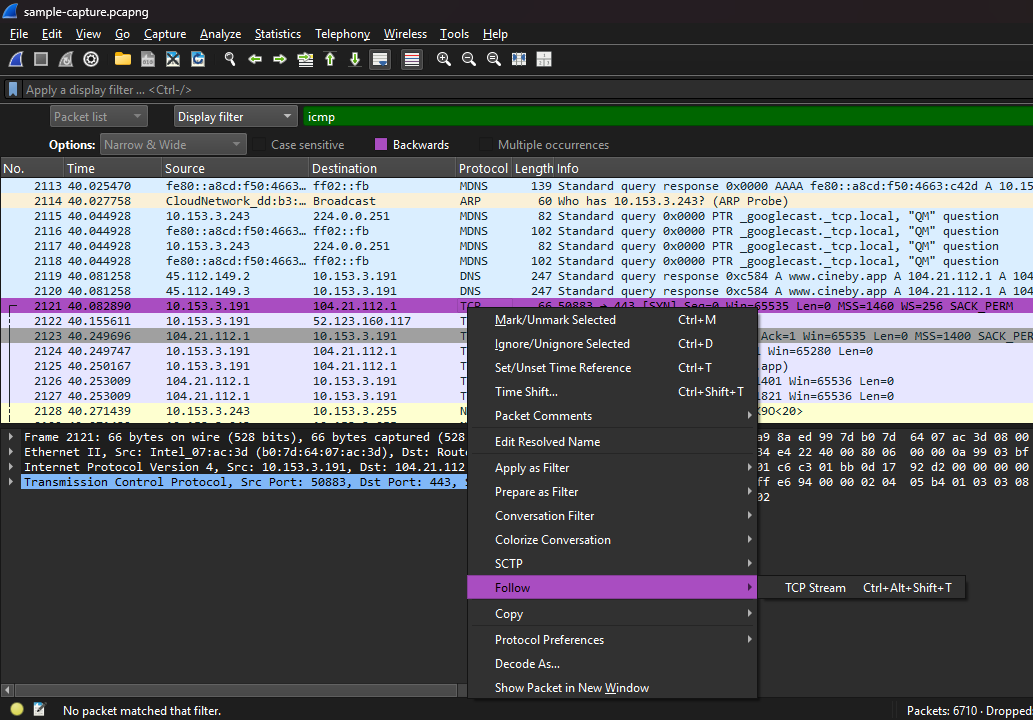 sample-capture.pcapng
File Edit View Go Capture Analyze Statistics Telephony Wireless Tools Help
Apply a display filter ... <Ctrl-/>
Packet list Display filter icmp
Options: Narrow & Wide Case sensitive Backwards Multiple occurrences
No. Time Source Destination Protocol Length Info
2113 40.025470 fe80::a8cd:f50:4663… ff02::fb MDNS 139 Standard query response 0x0000 AAAA fe80::a8cd:f50:4663:c42d A 10.15
2114 40.027758 CloudNetwork_dd:b3:… Broadcast ARP 60 Who has 10.153.3.243? (ARP Probe)
2115 40.044928 10.153.3.243 224.0.0.251 MDNS 82 Standard query 0x0000 PTR _googlecast._tcp.local, "QM" question
2116 40.044928 fe80::a8cd:f50:4663… ff02::fb MDNS 102 Standard query 0x0000 PTR _googlecast._tcp.local, "QM" question
2117 40.044928 10.153.3.243 224.0.0.251 MDNS 82 Standard query 0x0000 PTR _googlecast._tcp.local, "QM" question
2118 40.044928 fe80::a8cd:f50:4663… ff02::fb MDNS 102 Standard query 0x0000 PTR _googlecast._tcp.local, "QM" question
2119 40.081258 45.112.149.2 10.153.3.191 DNS 247 Standard query response 0xc584 A www.cineby.app A 104.21.112.1 A 104
2120 40.081258 45.112.149.2 10.153.3.191 DNS 247 Standard query response 0xc584 A www.cineby.app A 104.21.112.1 A 104
2121 40.082890 10.153.3.191 104.21.112.1 TCP 66 50883 → 443 [SYN] Seq=0 Win=65535 Len=0 MSS=1460 WS=256 SACK_PERM
2122 40.155611 10.153.3.191 52.123.160.117 T
2123 40.249696 104.21.112.1 10.153.3.191 T Ack=1 Win=65535 Len=0 MSS=1400 SACK_PER
2124 40.249747 10.153.3.191 104.21.112.1 T 1 Win=65280 Len=0
2125 40.250167 10.153.3.191 104.21.112.1 T .app)
2126 40.253009 104.21.112.1 10.153.3.191 T 1401 Win=65536 Len=0
2127 40.253009 104.21.112.1 10.153.3.191 T 1821 Win=65536 Len=0
2128 40.271439 10.153.3.243 10.153.3.255 N K9O<20>
Frame 2121: 66 bytes on wire (528 bits), 66 bytes captured (528
Ethernet II, Src: Intel_07:ac:3d (b0:7d:64:07:ac:3d), Dst: Route
Internet Protocol Version 4, Src: 10.153.3.191, Dst: 104.21.112
Transmission Control Protocol, Src Port: 50883, Dst Port: 443, S
a9 8a ed 99 7d b0 7d 64 07 ac 3d 08 00
34 e4 22 40 00 80 06 00 00 0a 99 03 bf
01 c6 c3 01 bb 0d 17 92 d2 00 00 00 00
ff e6 94 00 00 02 04 05 b4 01 03 03 08
02
Mark/Unmark Selected Ctrl+M
Ignore/Unignore Selected Ctrl+D
Set/Unset Time Reference Ctrl+T
Time Shift... Ctrl+Shift+T
Packet Comments
Edit Resolved Name
Apply as Filter
Prepare as Filter
Conversation Filter
Colorize Conversation
SCTP
Follow
TCP Stream Ctrl+Alt+Shift+T
Copy
Protocol Preferences
Decode As...
Show Packet in New Window
No packet matched that filter. Packets: 6710 · Dropped